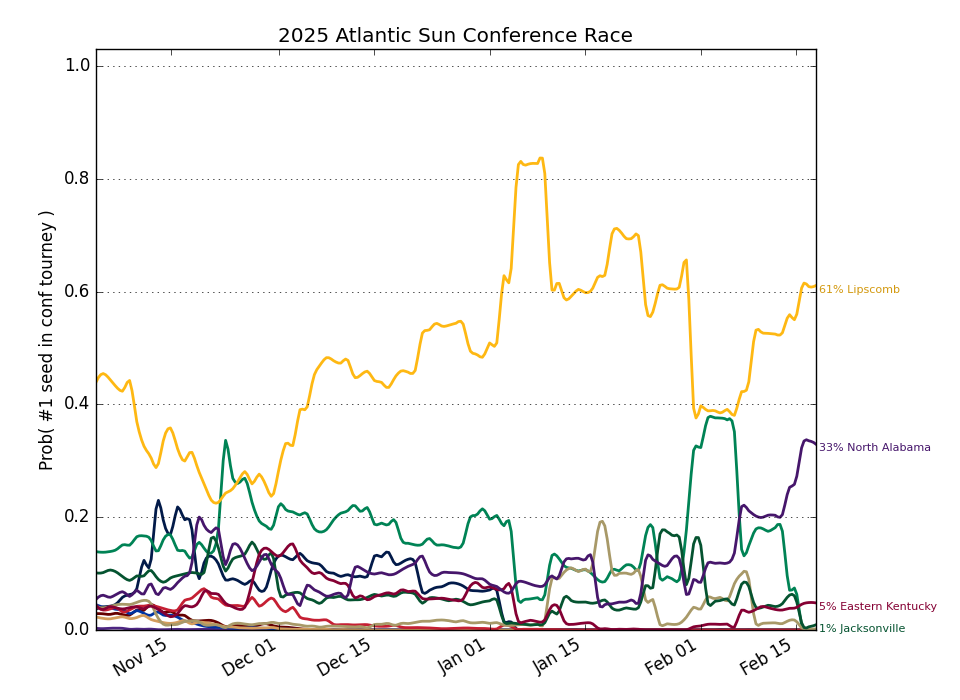 2025 Atlantic Sun Conference Race
Prob( #1 seed in conf tourney )
1.0
0.8
0.6
0.4
0.2
0.0
61% Lipscomb
33% North Alabama
5% Eastern Kentucky
1% Jacksonville
Nov 15
Dec 01
Dec 15
Jan 01
Jan 15
Feb 01
Feb 15